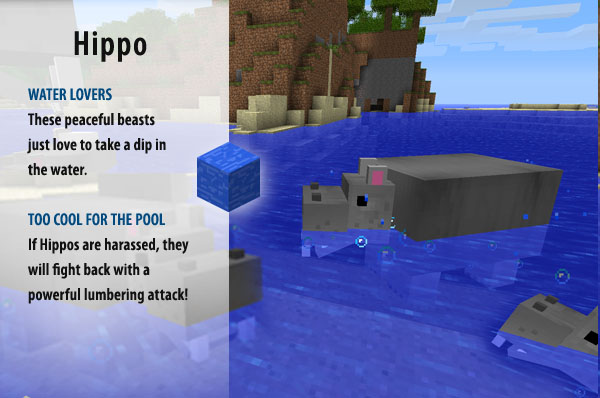 Hippo
WATER LOVERS
These peaceful beasts
just love to take a dip in
the water.
TOO COOL FOR THE POOL
If Hippos are harassed, they
will fight back with a
powerful lumbering attack!